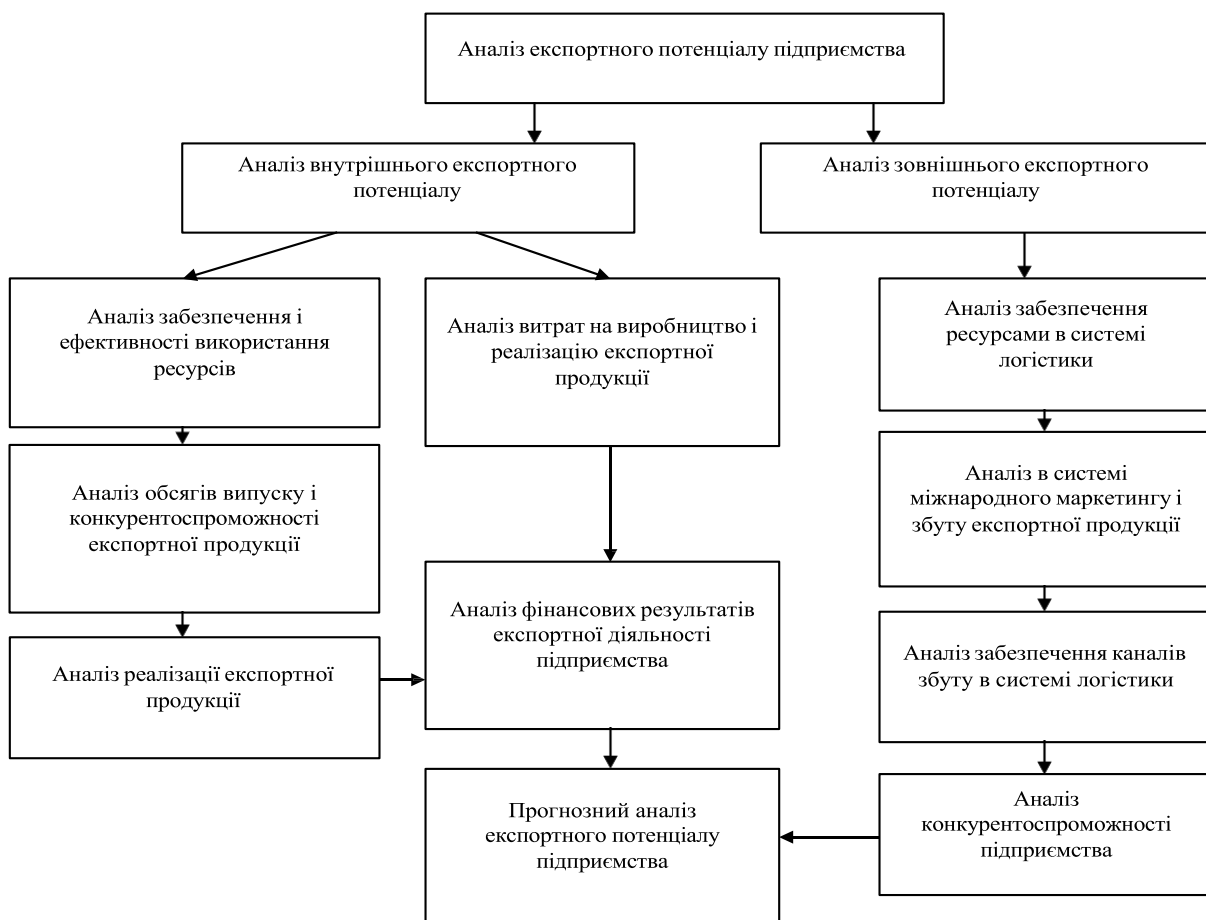 Аналіз експортного потенціалу підприємства
Аналіз внутрішнього експортного
потенціалу
Аналіз зовнішнього експортного
потенціалу
Аналіз забезпечення і
ефективності використання
ресурсів
Аналіз витрат на виробництво і
реалізацію експортної
продукції
Аналіз забезпечення
ресурсами в системі
логістики
Аналіз обсягів випуску і
конкурентоспроможності
експортної продукції
Аналіз в системі
міжнародного маркетингу і
збуту експортної продукції
Аналіз реалізації експортної
продукції
Аналіз фінансових результатів
експортної діяльності
підприємства
Аналіз забезпечення каналів
збуту в системі логістики
Прогнозний аналіз
експортного потенціалу
підприємства
Аналіз
конкурентоспроможності
підприємства